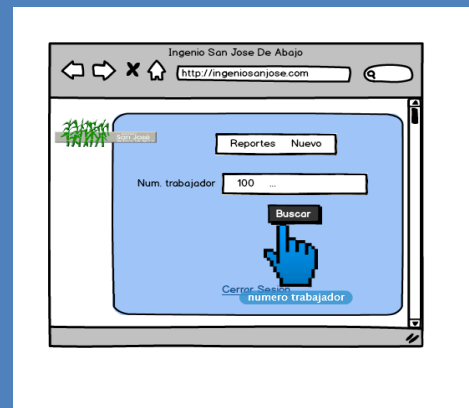 Ingenio San Jose De Abajo
http://ingeniosanjose.com
San Jose
Reportes Nuevo
Num. trabajador 100 ...
Buscar
Cerrar Sesion
numero trabajador